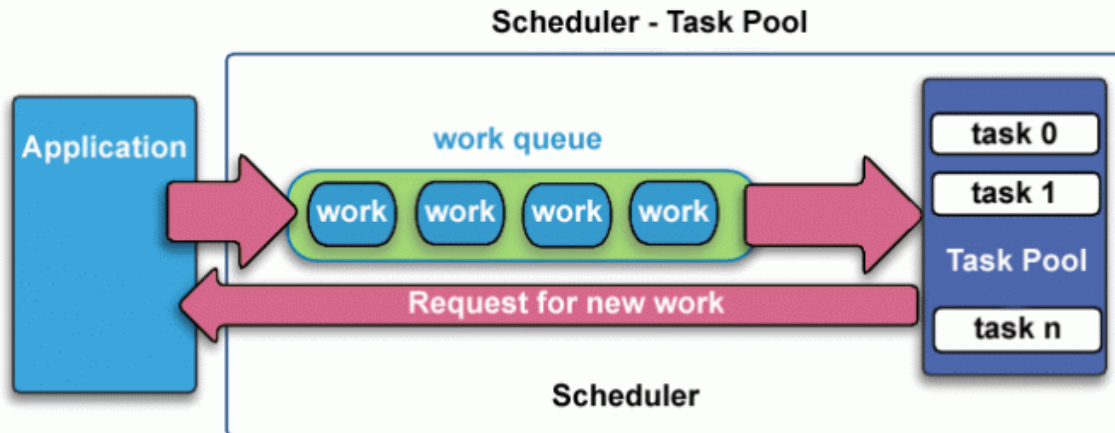 Scheduler - Task Pool
Application
work queue
work work work work
task 0
task 1
Task Pool
task n
Request for new work
Scheduler